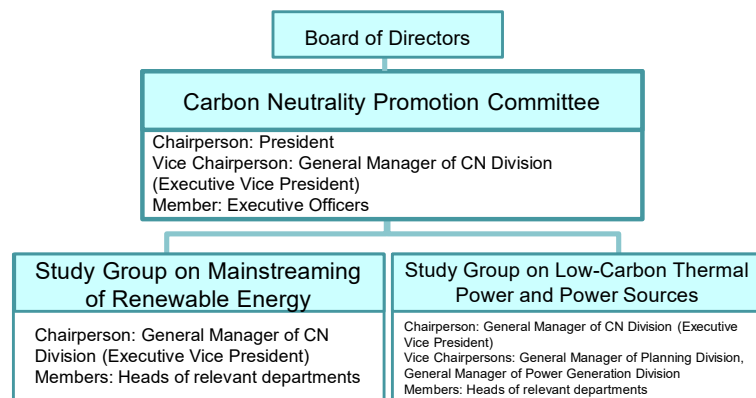 Board of Directors
Carbon Neutrality Promotion Committee
Chairperson: President
Vice Chairperson: General Manager of CN Division
(Executive Vice President)
Member: Executive Officers
Study Group on Mainstreaming
of Renewable Energy
Chairperson: General Manager of CN
Division (Executive Vice President)
Members: Heads of relevant departments
Study Group on Low-Carbon Thermal
Power and Power Sources
Chairperson: General Manager of CN Division (Executive
Vice President)
Vice Chairpersons: General Manager of Planning Division,
General Manager of Power Generation Division
Members: Heads of relevant departments